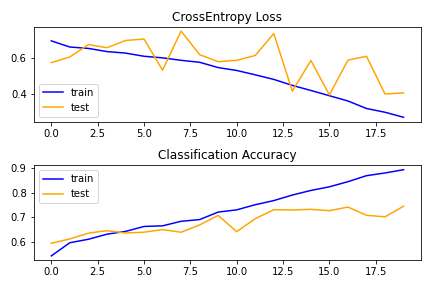 CrossEntropy Loss
0.6
0.4
train
test
0.0 2.5 5.0 7.5 10.0 12.5 15.0 17.5
Classification Accuracy
0.9
0.8
0.7
0.6
train
test
0.0 2.5 5.0 7.5 10.0 12.5 15.0 17.5